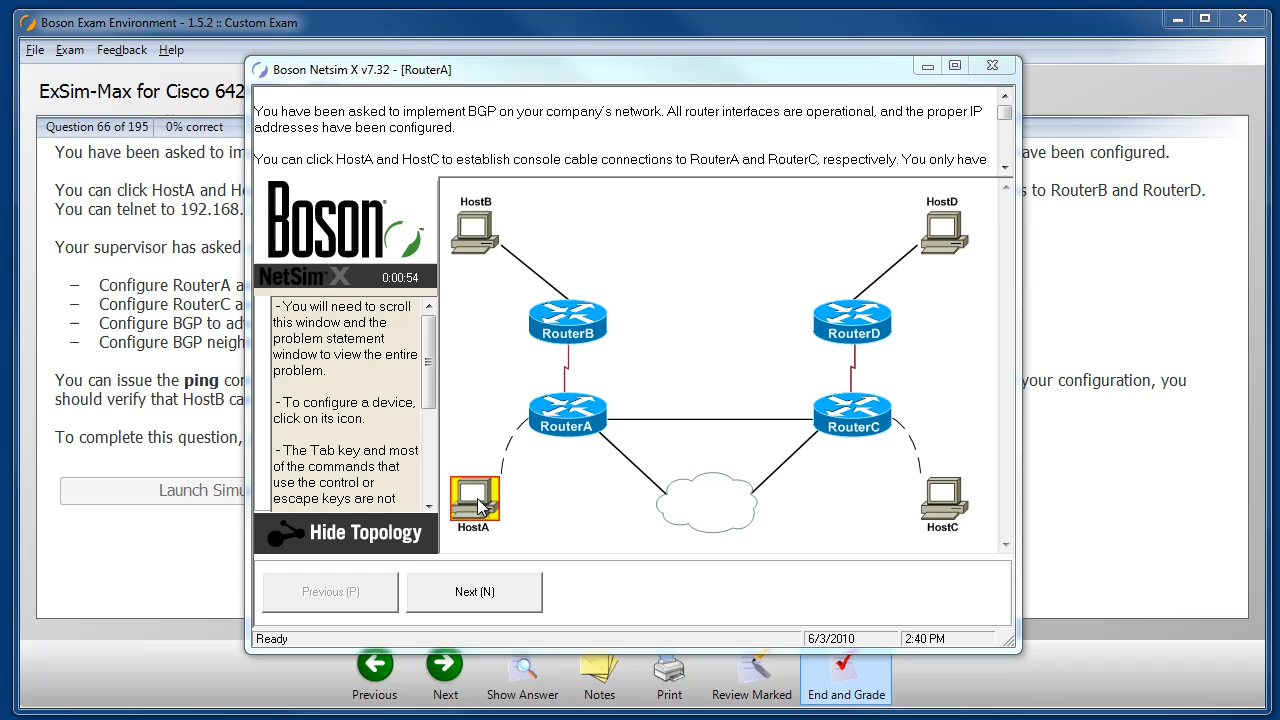 Boson Exam Environment - 1.5.2 :: Custom Exam
File Exam Feedback Help
ExSim-Max for Cisco 642
Question 66 of 195 0% correct
You have been asked to im
ave been configured.
You can click HostA and H
s to RouterB and RouterD.
You can telnet to 192.168.
Your supervisor has asked
– Configure RouterA a
– Configure RouterC a
– Configure BGP to ad
– Configure BGP neigh
You can issue the ping con
your configuration, you
should verify that HostB ca
To complete this question,
Launch Simu
Boson Netsim X v7.32 - [RouterA]
You have been asked to implement BGP on your company's network. All router interfaces are operational, and the proper IP
addresses have been configured.
You can click HostA and HostC to establish console cable connections to RouterA and RouterC, respectively. You only have
Boson
NetSim X 0:00:54
- You will need to scroll
this window and the
problem statement
window to view the entire
problem.
- To configure a device,
click on its icon.
- The Tab key and most
of the commands that
use the control or
escape keys are not
Hide Topology
HostB
HostD
RouterB
RouterD
RouterA
RouterC
HostA
HostC
Previous (P) Next (N)
Ready 6/3/2010 2:40 PM
Previous Next Show Answer Notes Print Review Marked End and Grade